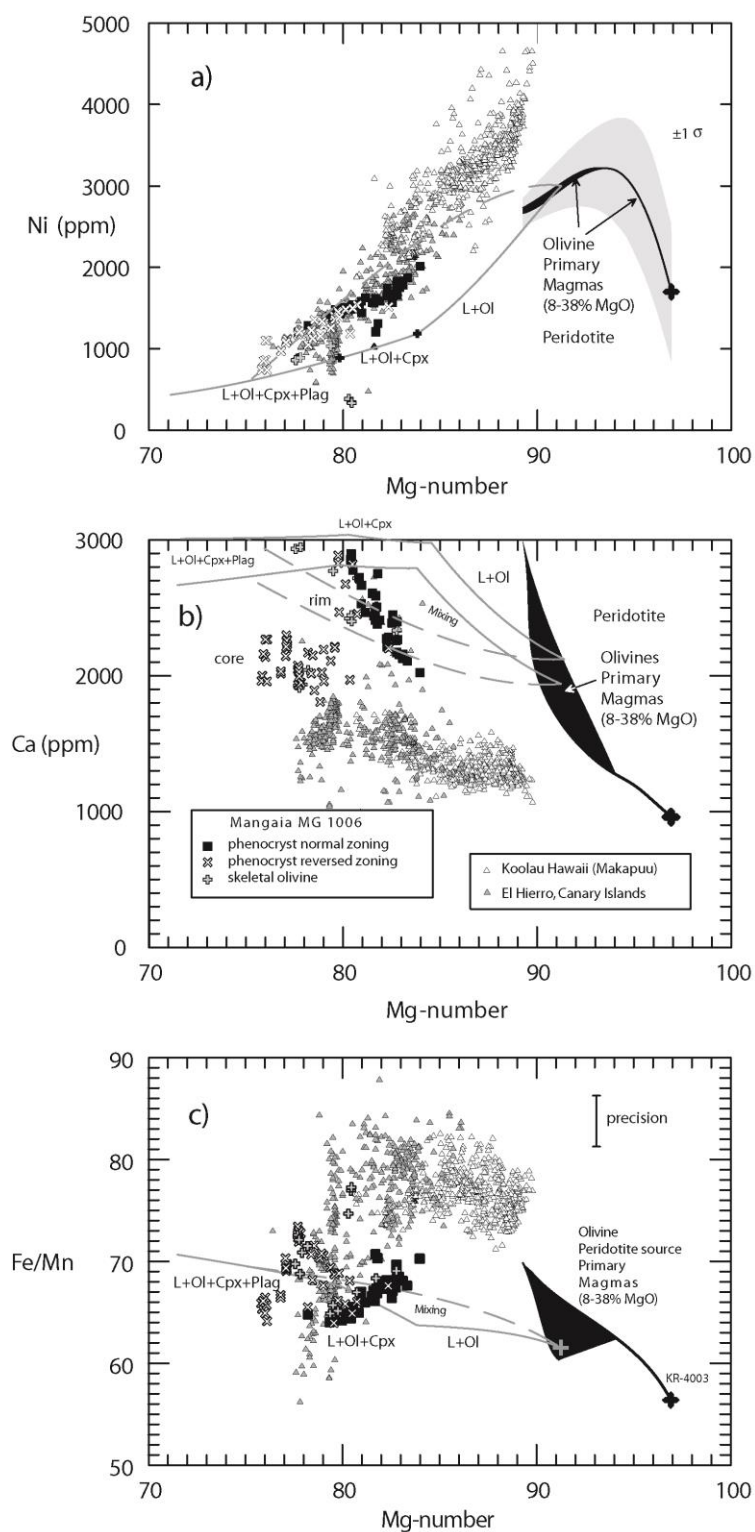 5000
a)
4000
±1 σ
3000
Ni (ppm)
Olivine
Primary
Magmas
(8-38% MgO)
2000
L+Ol
Peridotite
1000
L+Ol+Cpx
L+Ol+Cpx+Plag
0
70 80 90 100
Mg-number
3000
L+Ol+Cpx
L+Ol+Cpx+Plag
L+Ol
b)
rim
Mixing
Peridotite
core
2000
Olivines
Primary
Magmas
(8-38% MgO)
Ca (ppm)
1000
Mangaia MG 1006
phenocryst normal zoning
phenocryst reversed zoning
skeletal olivine
Koolau Hawaii (Makapuu)
El Hierro, Canary Islands
0
70 80 90 100
Mg-number
90
c)
precision
80
Fe/Mn
70
L+Ol+Cpx+Plag
Olivine
Peridotite source
Primary
Magmas
(8-38% MgO)
Mixing
L+Ol+Cpx
L+Ol
60
KR-4003
50
70 80 90 100
Mg-number